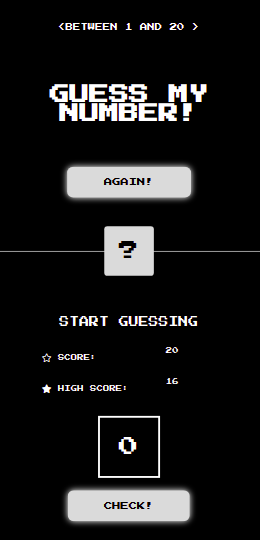 <BETWEEN 1 AND 20 >
GUESS MY
NUMBER!
AGAIN!
?
START GUESSING
SCORE: 20
HIGH SCORE: 16
0
CHECK!